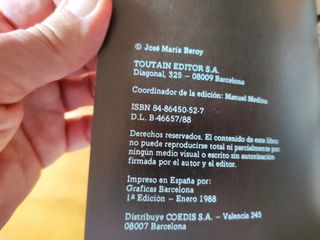 © José María Beroy
TOUTAIN EDITOR S.A.
Diagonal, 325 – 08009 Barcelona
Coordinador de la edición: Manuel Medina
ISBN 84-86450-52-7
D.L. B-46657/88
Derechos reservados. El contenido de este libro
no puede reproducirse total ni parcialmente por
ningún medio visual o escrito sin autorización
firmada por el autor y el editor.
Impreso en España por:
Graficas Barcelona
1ª Edición – Enero 1988
Distribuye COEDIS S.A. – Valencia 245
08007 Barcelona